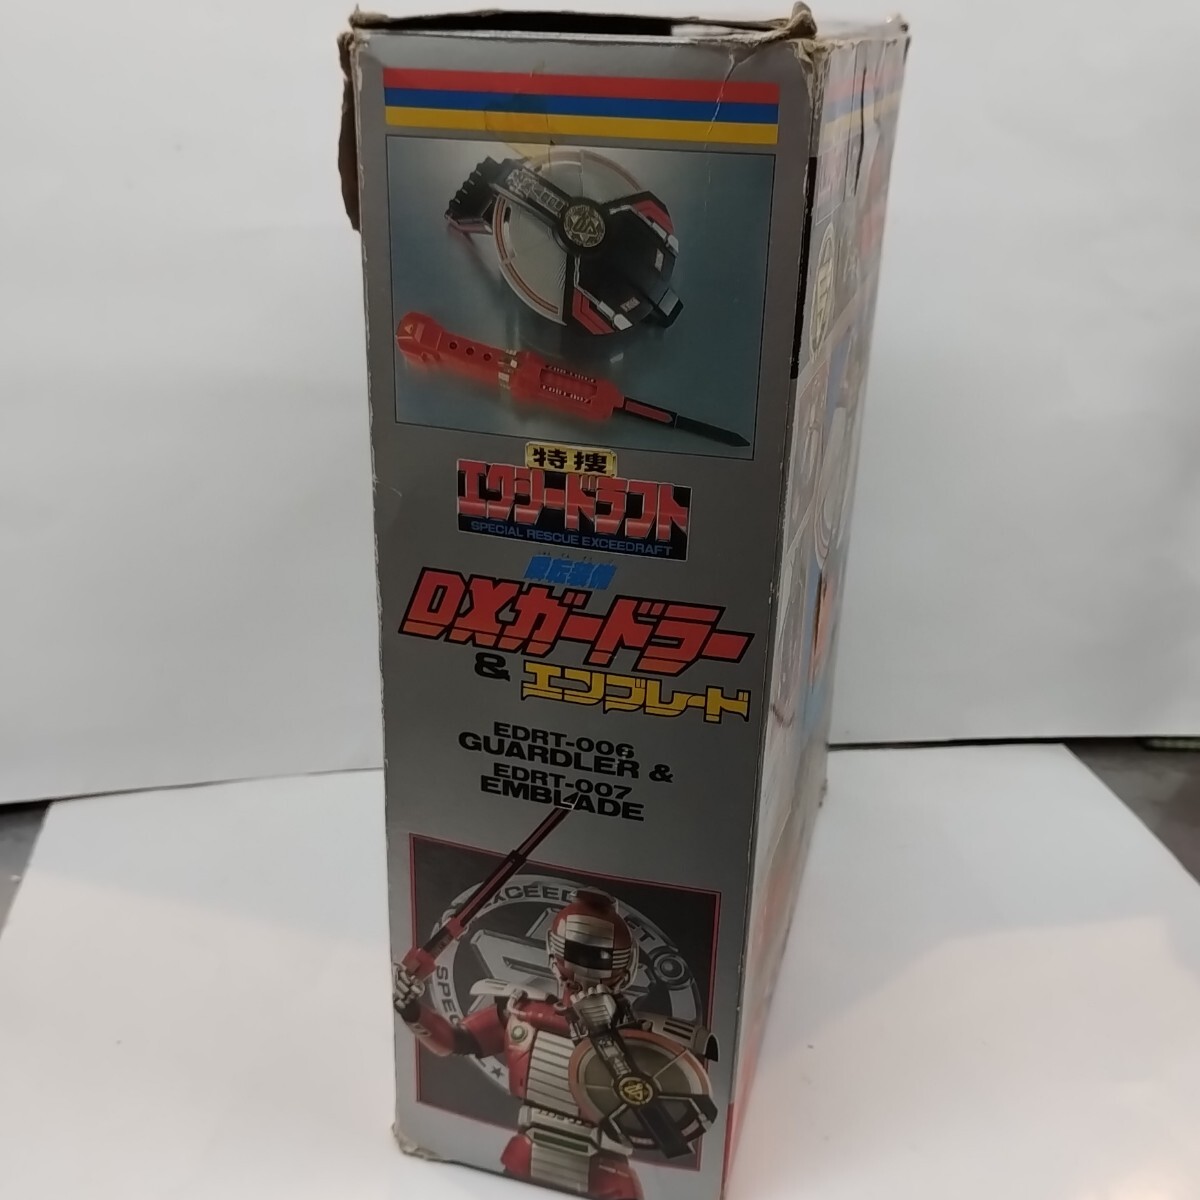 特捜
エクシードラフト
SPECIAL RESCUE EXCEEDRAFT
DXガードラー
& エンブレード
EDRT-006
GUARDLER &
EDRT-007
EMBLADE
EXCEEDRAFT